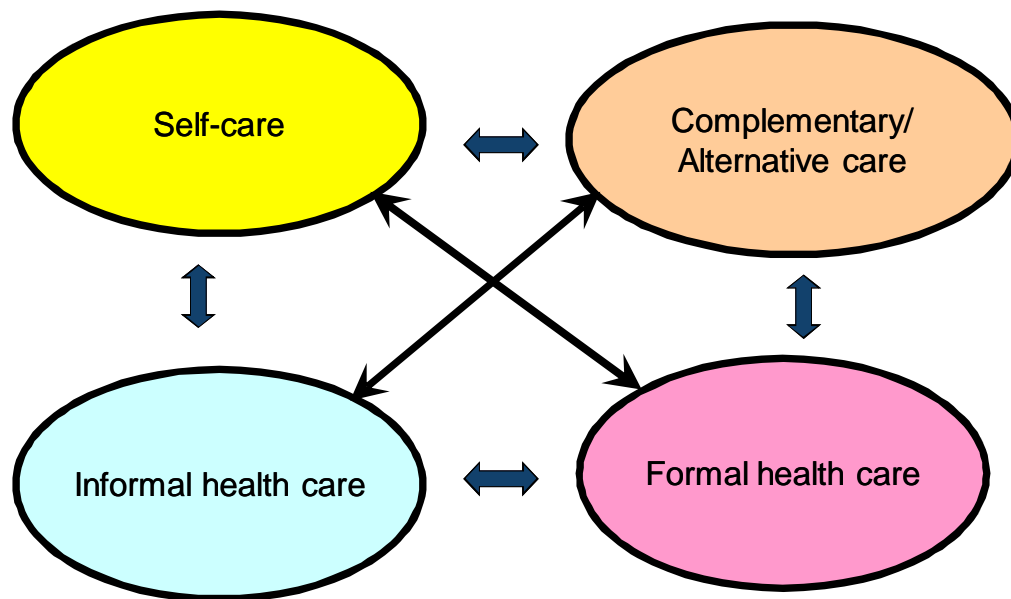 Self-care
Complementary/
Alternative care
Informal health care
Formal health care